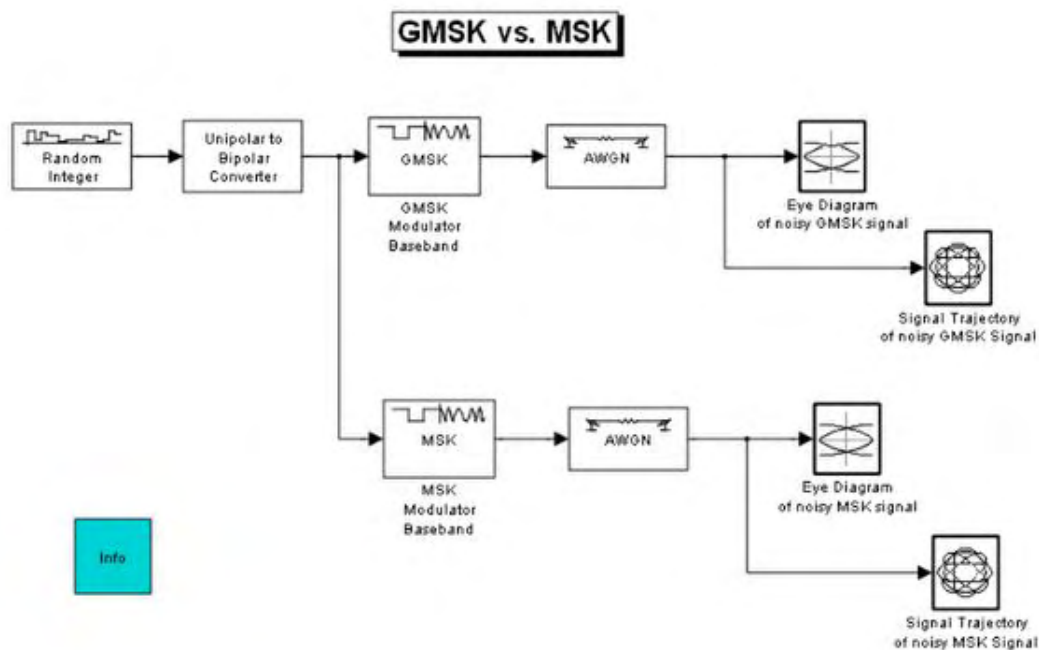 GMSK vs. MSK
Random
Integer
Unipolar to
Bipolar
Converter
GMSK
GMSK
Modulator
Baseband
AWGN
Eye Diagram
of noisy GMSK signal
Signal Trajectory
of noisy GMSK Signal
MSK
MSK
Modulator
Baseband
AWGN
Eye Diagram
of noisy MSK signal
Info
Signal Trajectory
of noisy MSK Signal